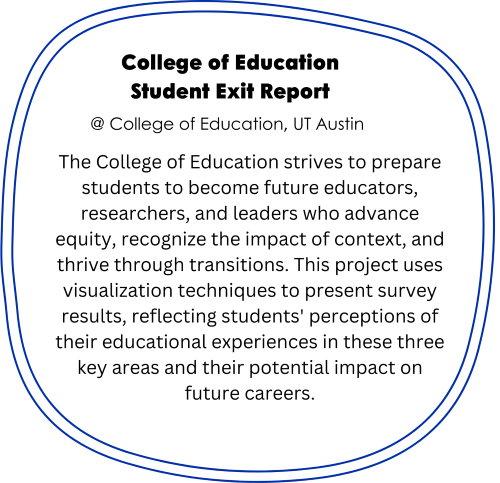 College of Education
Student Exit Report
@ College of Education, UT Austin
The College of Education strives to prepare
students to become future educators,
researchers, and leaders who advance
equity, recognize the impact of context, and
thrive through transitions. This project uses
visualization techniques to present survey
results, reflecting students' perceptions of
their educational experiences in these three
key areas and their potential impact on
future careers.